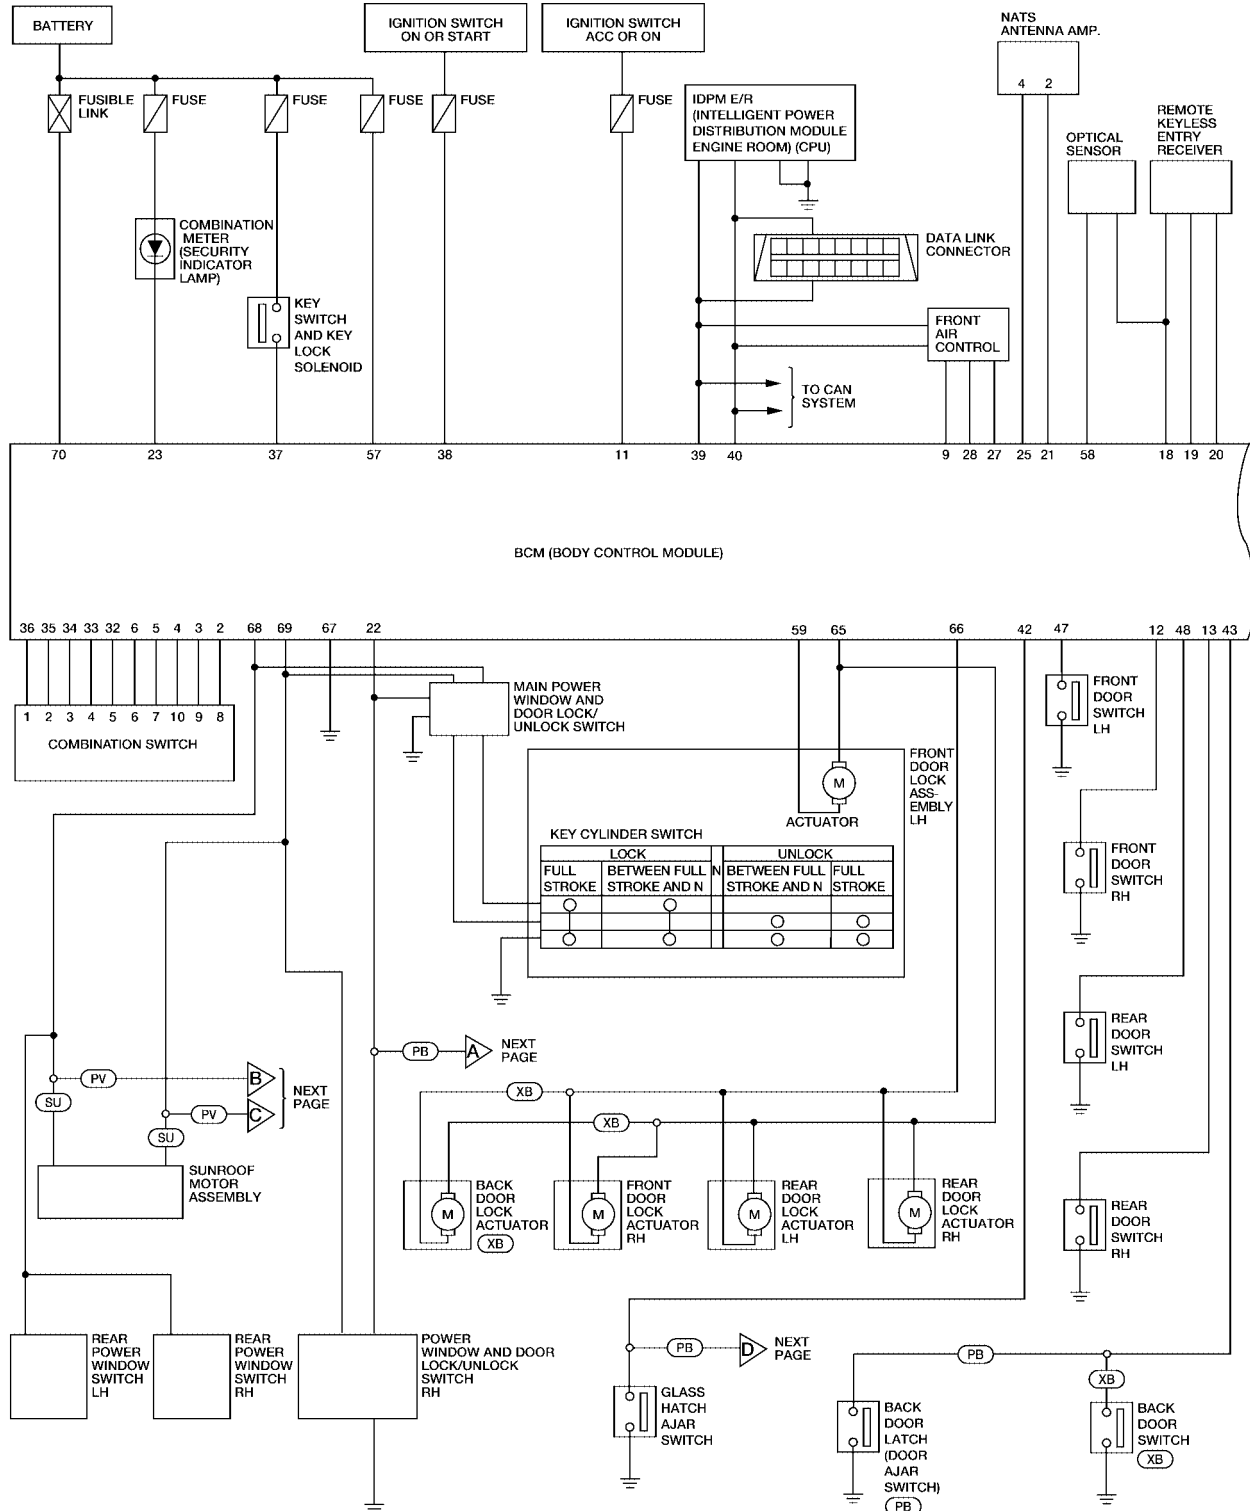 BATTERY
IGNITION SWITCH
ON OR START
IGNITION SWITCH
ACC OR ON
NATS
ANTENNA AMP.
4 2
FUSIBLE
LINK
FUSE
FUSE
FUSE
FUSE
FUSE
IDPM E/R
(INTELLIGENT POWER
DISTRIBUTION MODULE
ENGINE ROOM) (CPU)
OPTICAL
SENSOR
REMOTE
KEYLESS
ENTRY
RECEIVER
COMBINATION
METER
(SECURITY
INDICATOR
LAMP)
KEY
SWITCH
AND KEY
LOCK
SOLENOID
DATA LINK
CONNECTOR
FRONT
AIR
CONTROL
TO CAN
SYSTEM
70 23 37 57 38 11 39 40 9 28 27 25 21 58 18 19 20
BCM (BODY CONTROL MODULE)
36 35 34 33 32 6 5 4 3 2 68 69 67 22 59 65 66 42 47 12 48 13 43
1 2 3 4 5 6 7 10 9 8
COMBINATION SWITCH
MAIN POWER
WINDOW AND
DOOR LOCK/
UNLOCK SWITCH
FRONT
DOOR
SWITCH
LH
M
ACTUATOR
FRONT
DOOR
LOCK
ASS-
EMBLY
LH
KEY CYLINDER SWITCH
LOCK N UNLOCK
FULL
STROKE
BETWEEN FULL
STROKE AND N
BETWEEN FULL
STROKE AND N
FULL
STROKE
FRONT
DOOR
SWITCH
RH
REAR
DOOR
SWITCH
LH
PB A NEXT
PAGE
PV B
PV C
NEXT
PAGE
SU
SU
XB
XB
SUNROOF
MOTOR
ASSEMBLY
M
BACK
DOOR
LOCK
ACTUATOR
XB
M
FRONT
DOOR
LOCK
ACTUATOR
RH
M
REAR
DOOR
LOCK
ACTUATOR
LH
M
REAR
DOOR
LOCK
ACTUATOR
RH
REAR
DOOR
SWITCH
RH
REAR
POWER
WINDOW
SWITCH
LH
REAR
POWER
WINDOW
SWITCH
RH
POWER
WINDOW AND DOOR
LOCK/UNLOCK
SWITCH
RH
PB D NEXT
PAGE
GLASS
HATCH
AJAR
SWITCH
PB
XB
BACK
DOOR
LATCH
(DOOR
AJAR
SWITCH)
PB
BACK
DOOR
SWITCH
XB